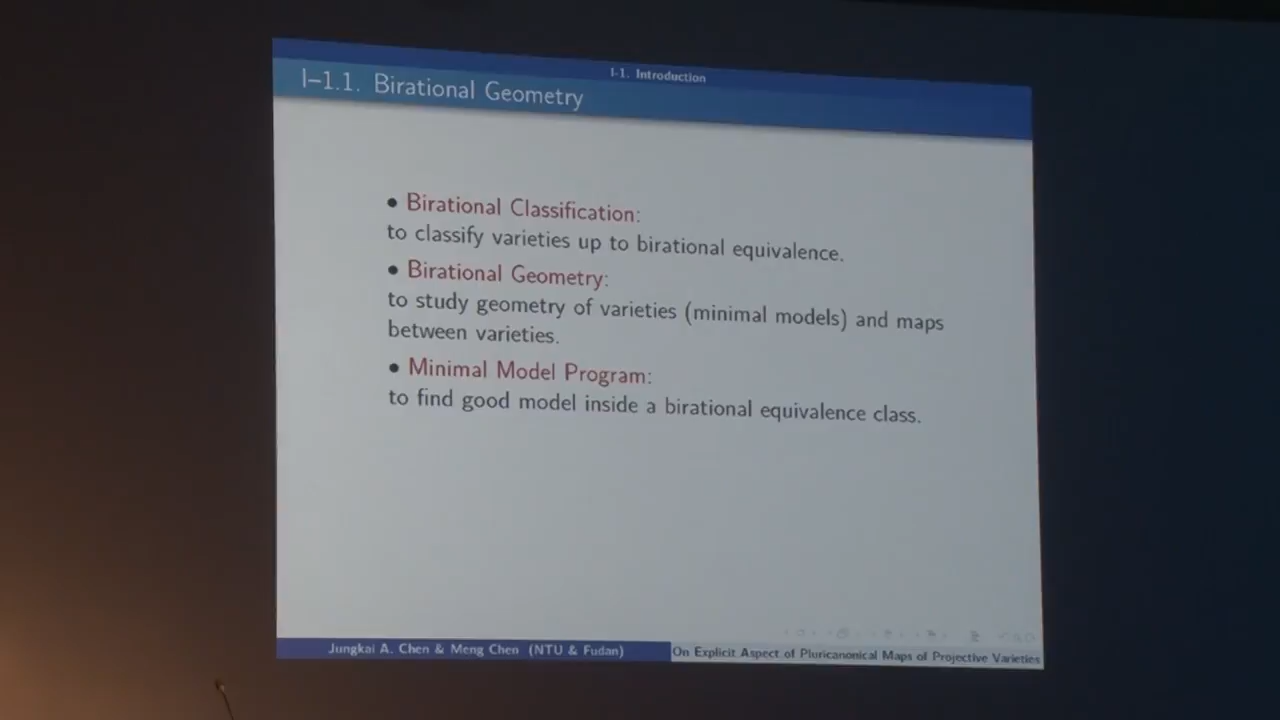 I-1. Introduction
I–1.1. Birational Geometry
• Birational Classification:
to classify varieties up to birational equivalence.
• Birational Geometry:
to study geometry of varieties (minimal models) and maps
between varieties.
• Minimal Model Program:
to find good model inside a birational equivalence class.
Jungkai A. Chen & Meng Chen (NTU & Fudan)
On Explicit Aspect of Pluricanonical Maps of Projective Varieties